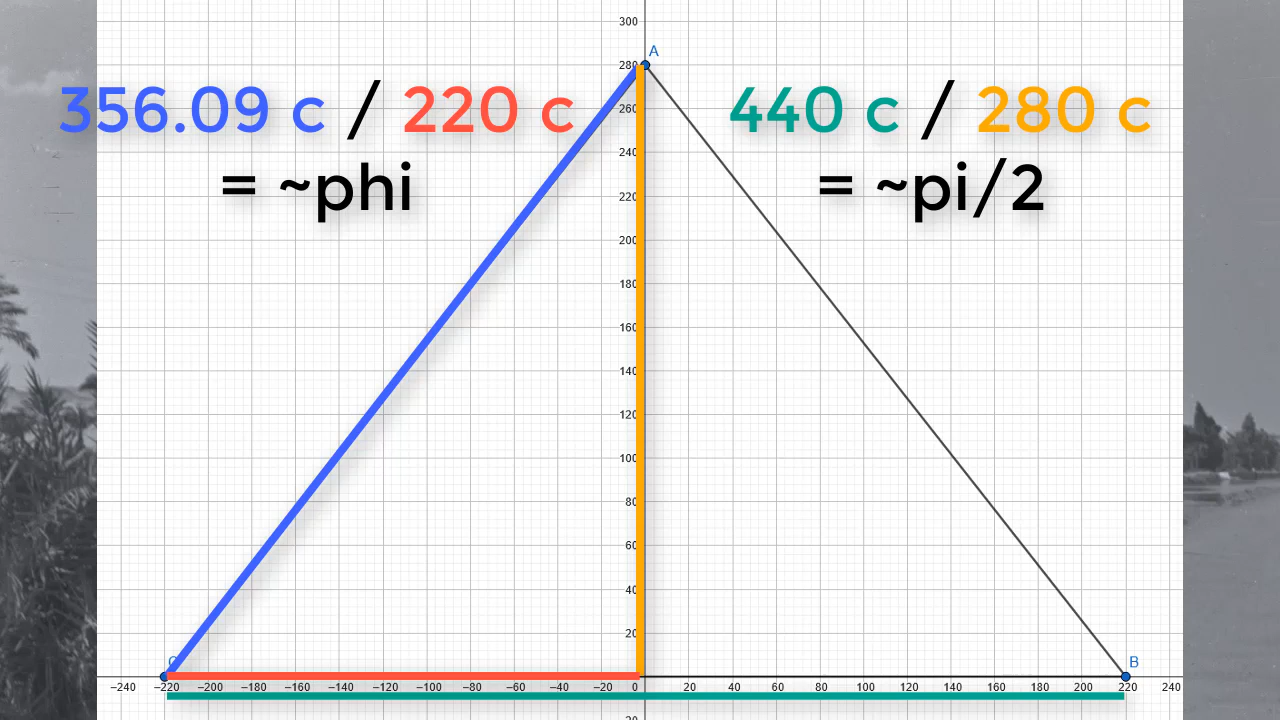 356.09 c / 220 c
= ~phi
440 c / 280 c
= ~pi/2
A
B
C
300
280
260
240
220
200
180
160
140
120
100
80
60
40
20
–20
–240 –220 –200 –180 –160 –140 –120 –100 –80 –60 –40 –20 0 20 40 60 80 100 120 140 160 180 200 220 240